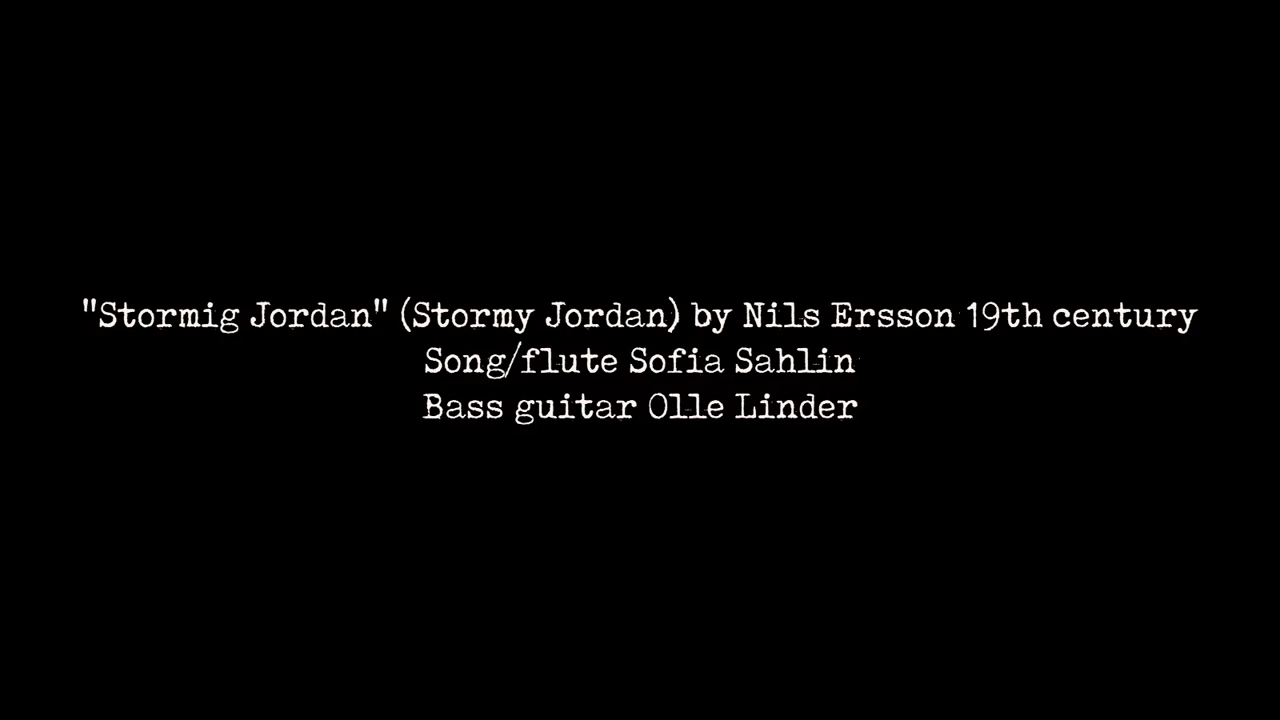 "Stormig Jordan" (Stormy Jordan) by Nils Ersson 19th century
Song/flute Sofia Sahlin
Bass guitar Olle Linder